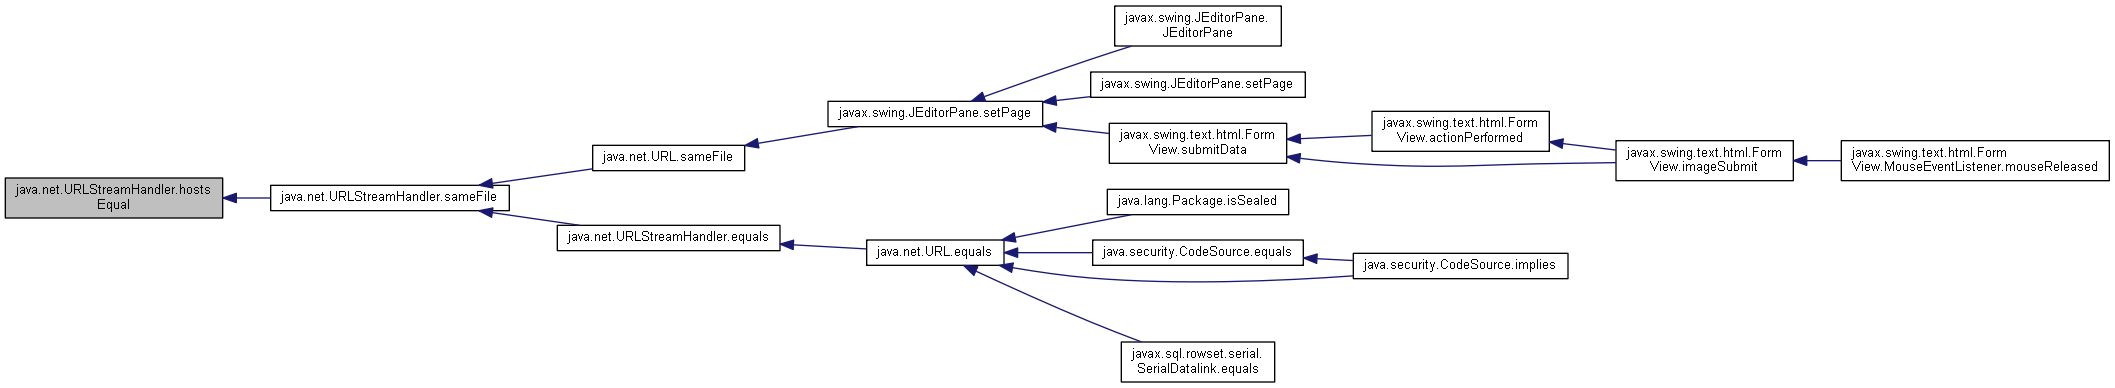 javax.swing.JEditorPane.
JEditorPane
javax.swing.JEditorPane.setPage
javax.swing.JEditorPane.setPage
javax.swing.text.html.Form
View.submitData
javax.swing.text.html.Form
View.actionPerformed
javax.swing.text.html.Form
View.imageSubmit
javax.swing.text.html.Form
View.MouseEventListener.mouseReleased
java.net.URL.sameFile
java.net.URLStreamHandler.hosts
Equal
java.net.URLStreamHandler.sameFile
java.net.URLStreamHandler.equals
java.net.URL.equals
java.lang.Package.isSealed
java.security.CodeSource.equals
java.security.CodeSource.implies
javax.sql.rowset.serial.
SerialDatalink.equals